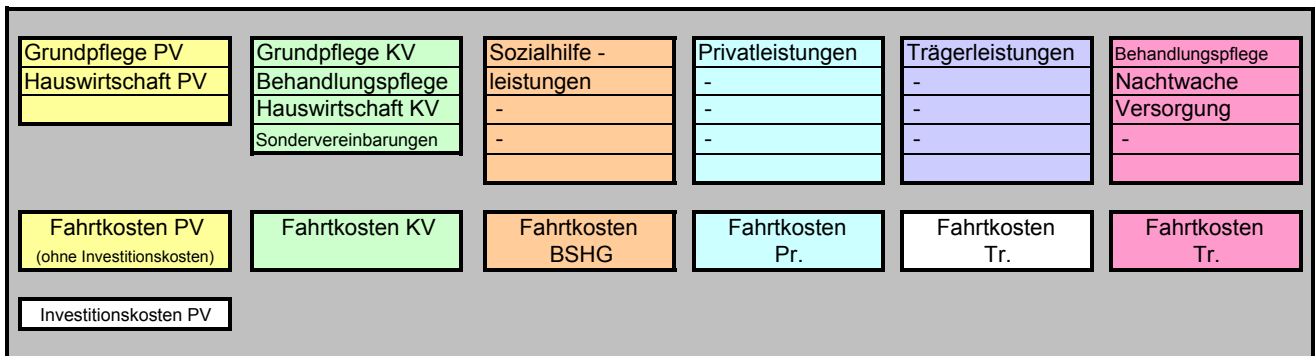 Grundpflege PV
Hauswirtschaft PV
Grundpflege KV
Behandlungspflege
Hauswirtschaft KV
Sondervereinbarungen
Sozialhilfe -
leistungen
-
-
Privatleistungen
-
-
-
Trägerleistungen
-
-
-
Behandlungspflege
Nachtwache
Versorgung
-
Fahrtkosten PV
(ohne Investitionskosten)
Fahrtkosten KV
Fahrtkosten
BSHG
Fahrtkosten
Pr.
Fahrtkosten
Tr.
Fahrtkosten
Tr.
Investitionskosten PV